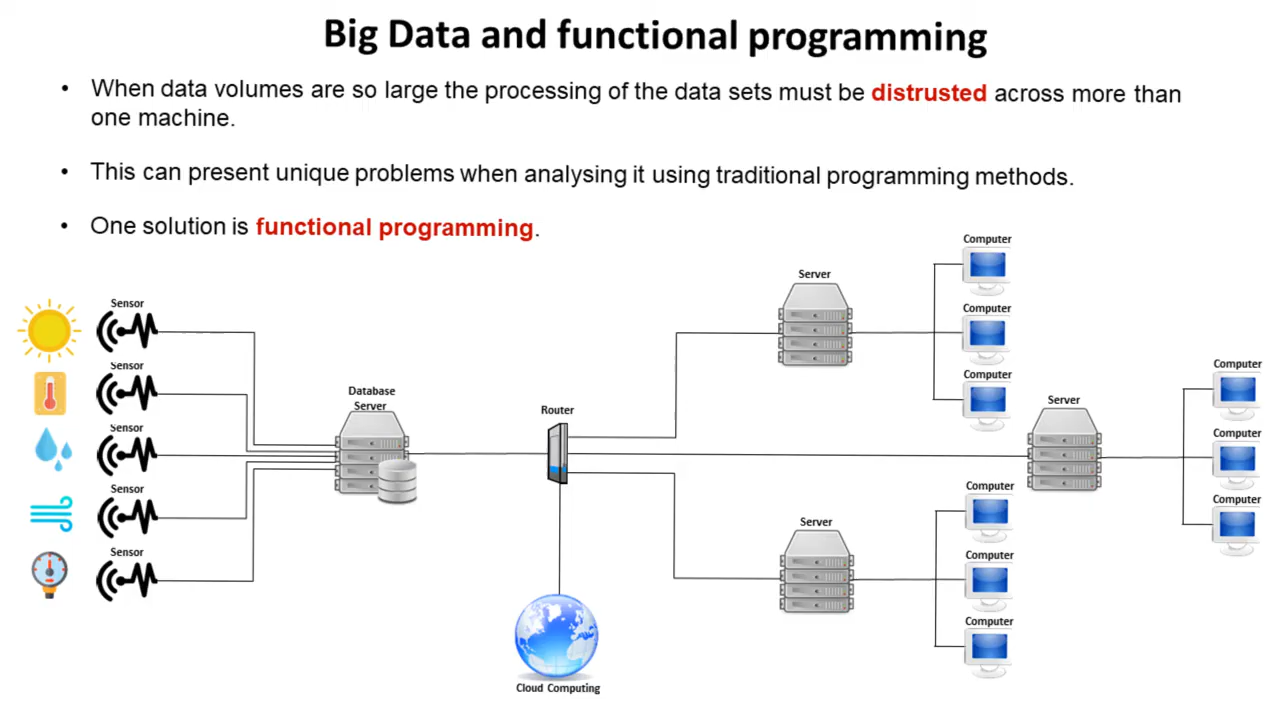 Big Data and functional programming
• When data volumes are so large the processing of the data sets must be distrusted across more than
one machine.
• This can present unique problems when analysing it using traditional programming methods.
• One solution is functional programming.
Computer
Server
Computer
Computer
Sensor
Sensor
Sensor
Sensor
Sensor
Database
Server
Router
Server
Computer
Computer
Computer
Server
Computer
Computer
Computer
Cloud Computing